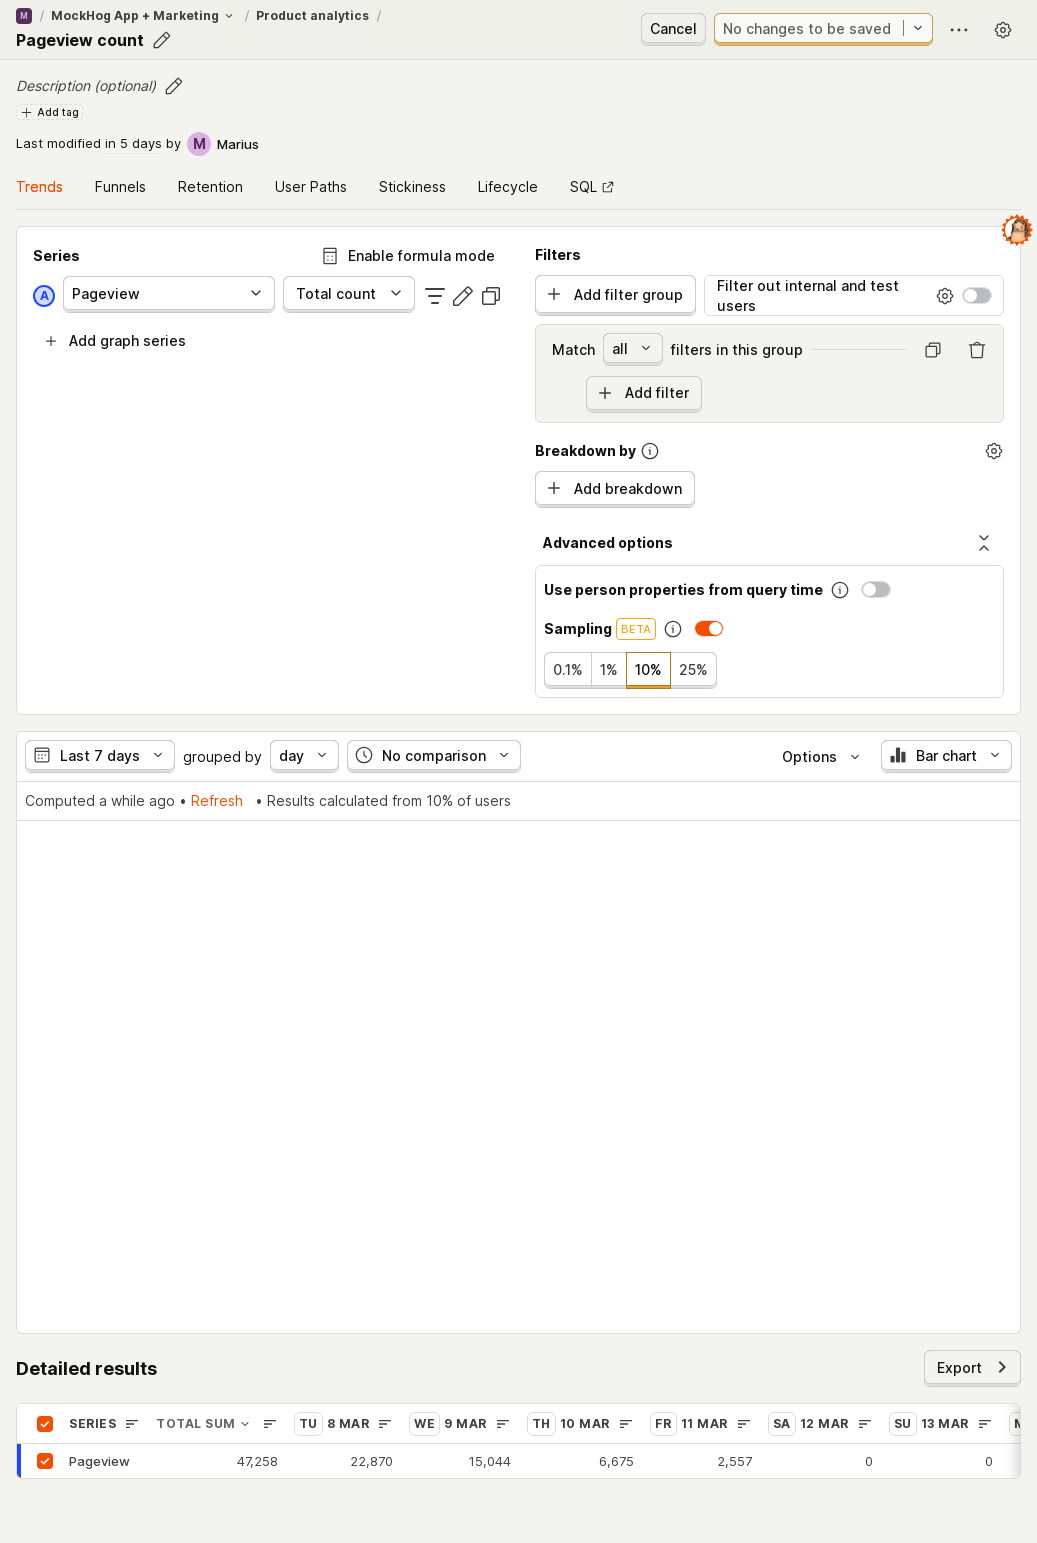 M / MockHog App + Marketing / Product analytics /
Pageview count
Cancel
No changes to be saved
Description (optional)
Add tag
Last modified in 5 days by M Marius
Trends Funnels Retention User Paths Stickiness Lifecycle SQL
Series
Enable formula mode
A Pageview Total count
Add graph series
Filters
Add filter group
Filter out internal and test users
Match all filters in this group
Add filter
Breakdown by
Add breakdown
Advanced options
Use person properties from query time
Sampling BETA
0.1% 1% 10% 25%
Last 7 days grouped by day No comparison Options Bar chart
Computed a while ago • Refresh • Results calculated from 10% of users
Detailed results
Export
SERIES TOTAL SUM TU 8 MAR WE 9 MAR TH 10 MAR FR 11 MAR SA 12 MAR SU 13 MAR
Pageview 47,258 22,870 15,044 6,675 2,557 0 0